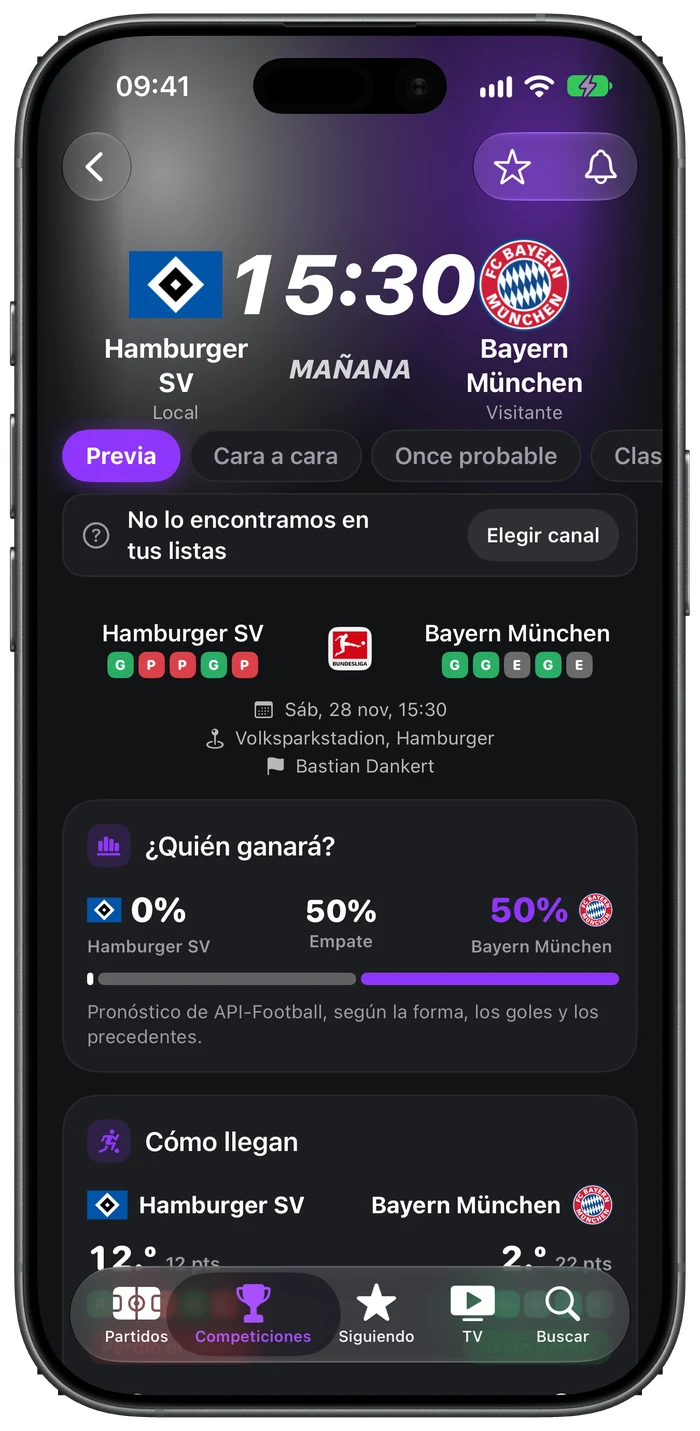 09:41
15:30
FC BAYERN
MÜNCHEN
Hamburger
SV
MAÑANA
Bayern
München
Local
Visitante
Previa
Cara a cara
Once probable
Clas
No lo encontramos en
tus listas
Elegir canal
Hamburger SV
Bayern München
G P P G P
BUNDESLIGA
G G E G E
Sáb, 28 nov, 15:30
Volksparkstadion, Hamburger
Bastian Dankert
¿Quién ganará?
0%
50%
50%
Hamburger SV
Empate
Bayern München
Pronóstico de API-Football, según la forma, los goles y los
precedentes.
Cómo llegan
Hamburger SV
Bayern München
12.º 12 pts
2.º 22 pts
Partidos
Competiciones
Siguiendo
TV
Buscar